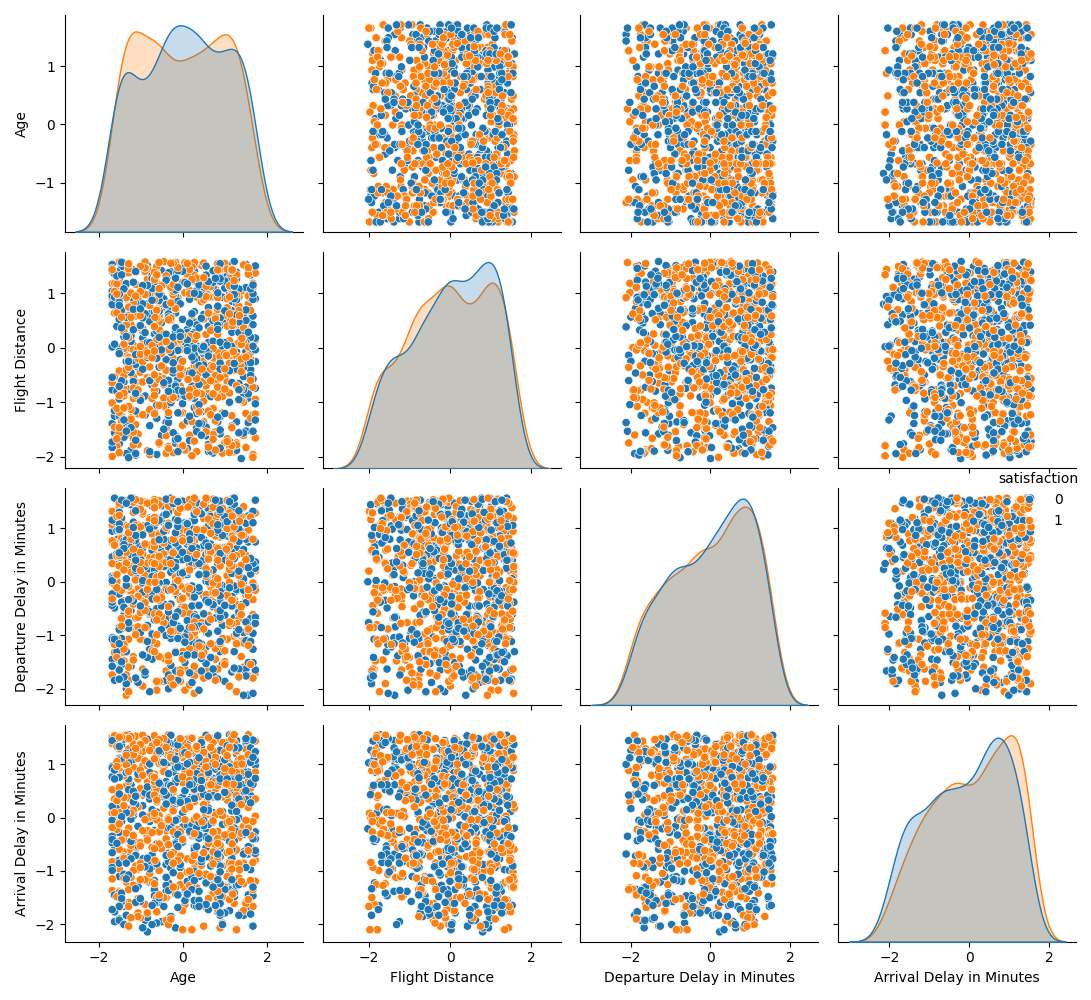 Age
1
0
−1
Flight Distance
1
0
−1
−2
satisfaction
0
1
Departure Delay in Minutes
1
0
−1
−2
Arrival Delay in Minutes
1
0
−1
−2
−2 0 2 −2 0 2 −2 0 2 −2 0 2
Age Flight Distance Departure Delay in Minutes Arrival Delay in Minutes